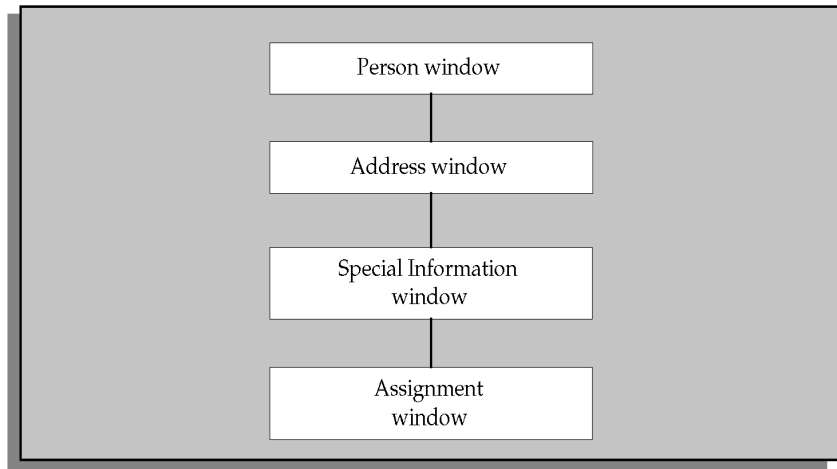 Person window
Address window
Special Information
window
Assignment
window